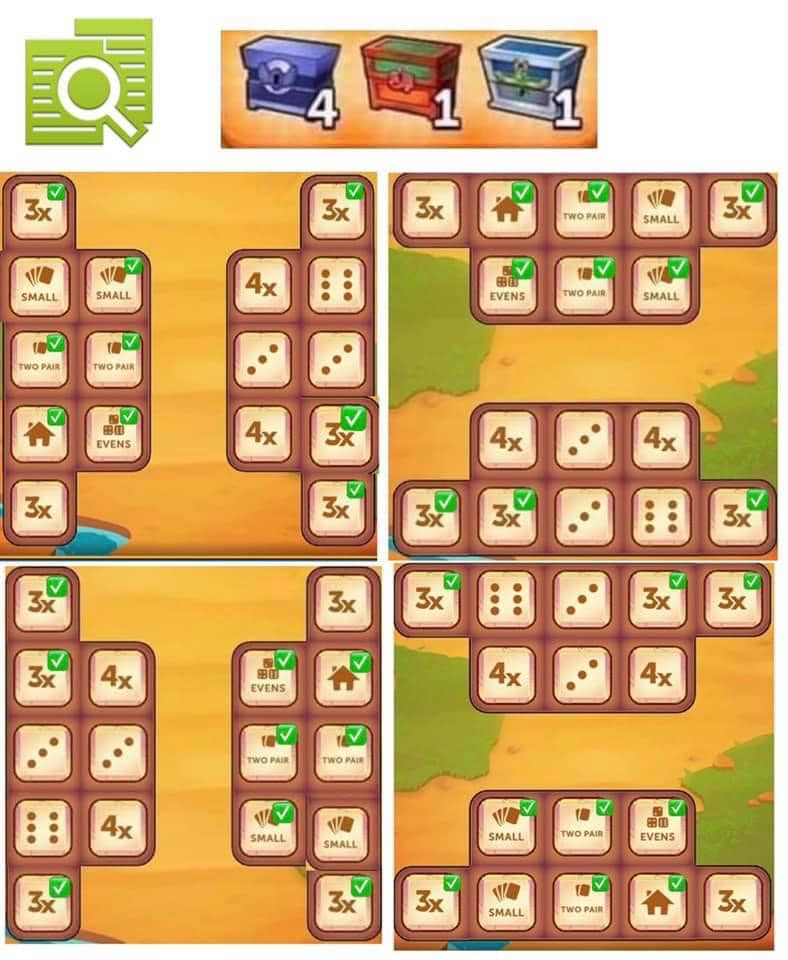 4 1 1
3x 3x
SMALL SMALL 4x
TWO PAIR TWO PAIR
EVENS 4x 3x
3x 3x
3x TWO PAIR SMALL 3x
EVENS TWO PAIR SMALL
4x 4x
3x 3x 3x
3x 3x
3x 4x EVENS
TWO PAIR TWO PAIR
4x SMALL SMALL
3x 3x
3x 3x 3x
4x 4x
SMALL TWO PAIR EVENS
3x SMALL TWO PAIR 3x